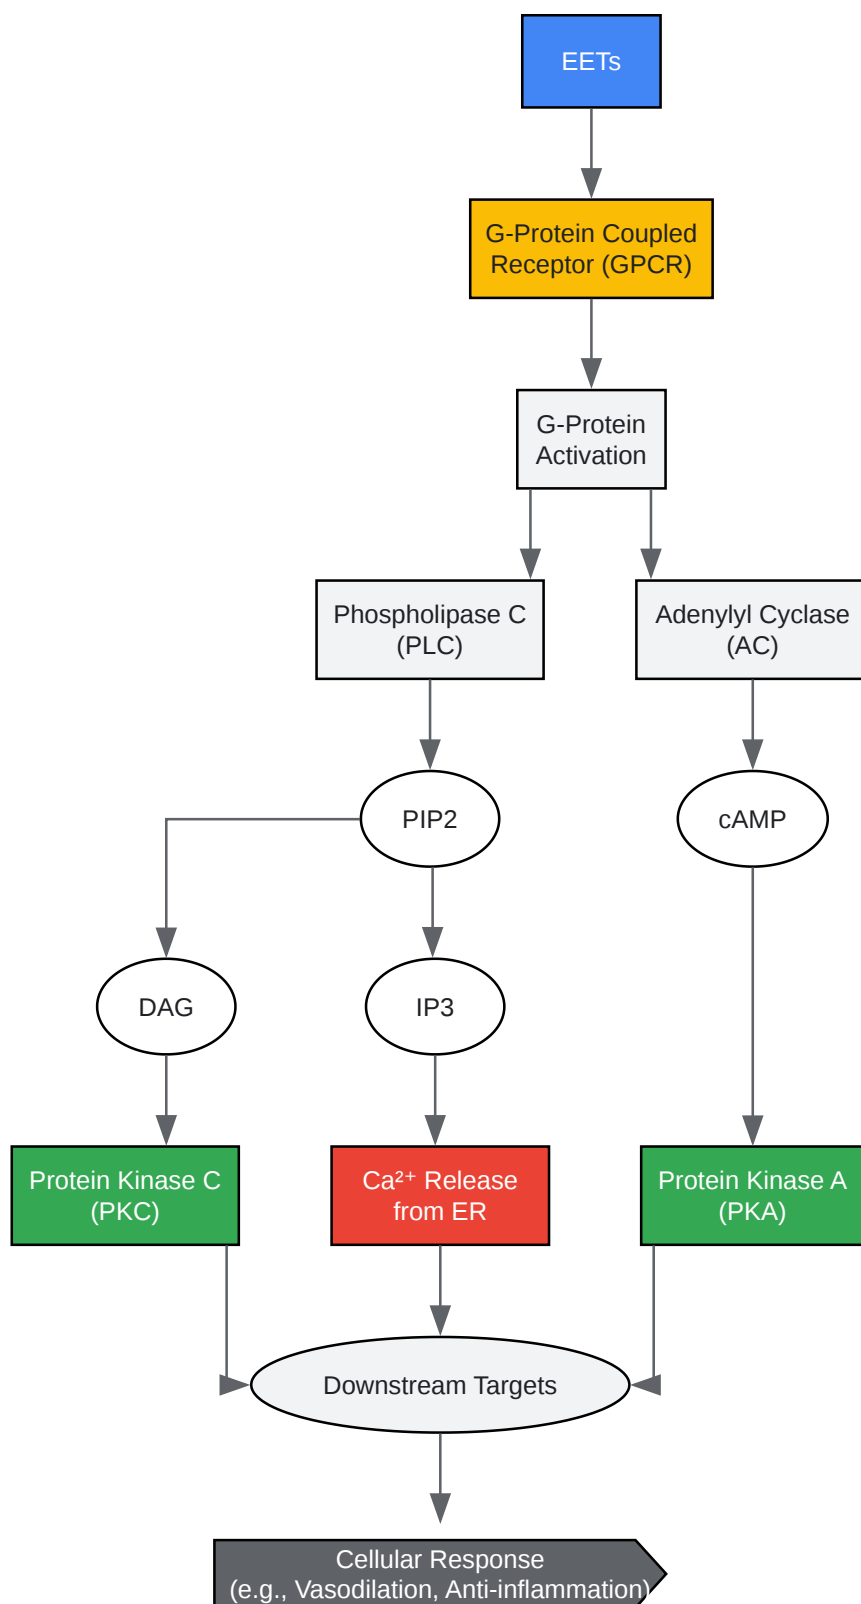 EETs
G-Protein Coupled
Receptor (GPCR)
G-Protein
Activation
Phospholipase C
(PLC)
Adenylyl Cyclase
(AC)
PIP2
cAMP
DAG
IP3
Protein Kinase C
(PKC)
Ca²⁺ Release
from ER
Protein Kinase A
(PKA)
Downstream Targets
Cellular Response
(e.g., Vasodilation, Anti-inflammation)